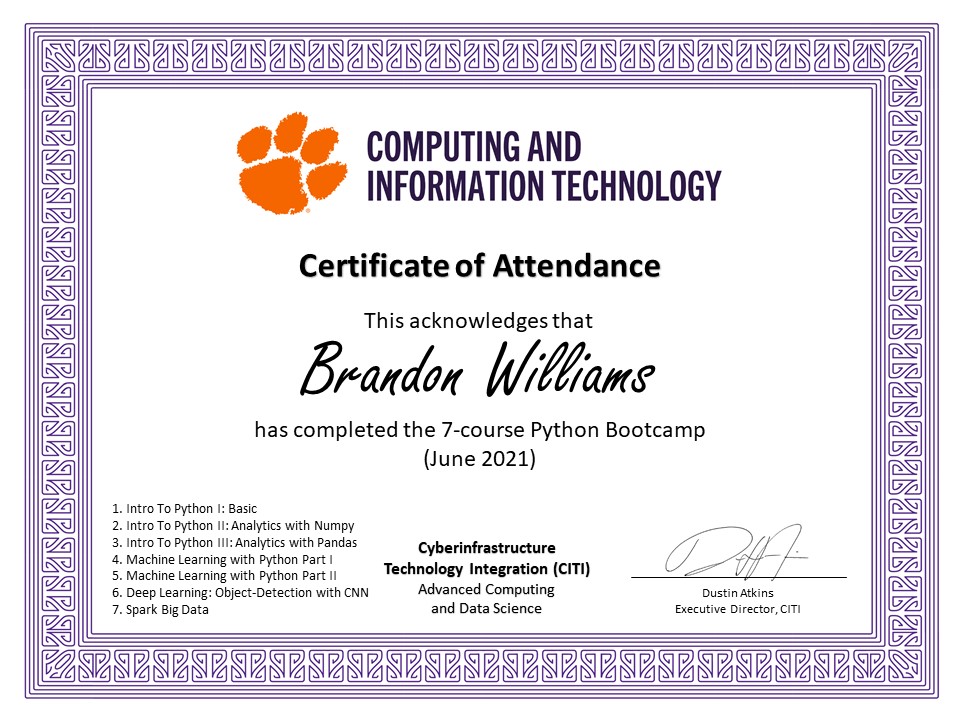 COMPUTING AND
INFORMATION TECHNOLOGY
Certificate of Attendance
This acknowledges that
Brandon Williams
has completed the 7-course Python Bootcamp
(June 2021)
1. Intro To Python I: Basic
2. Intro To Python II: Analytics with Numpy
3. Intro To Python III: Analytics with Pandas
4. Machine Learning with Python Part I
5. Machine Learning with Python Part II
6. Deep Learning: Object-Detection with CNN
7. Spark Big Data
Cyberinfrastructure
Technology Integration (CITI)
Advanced Computing
and Data Science
Dustin Atkins
Executive Director, CITI